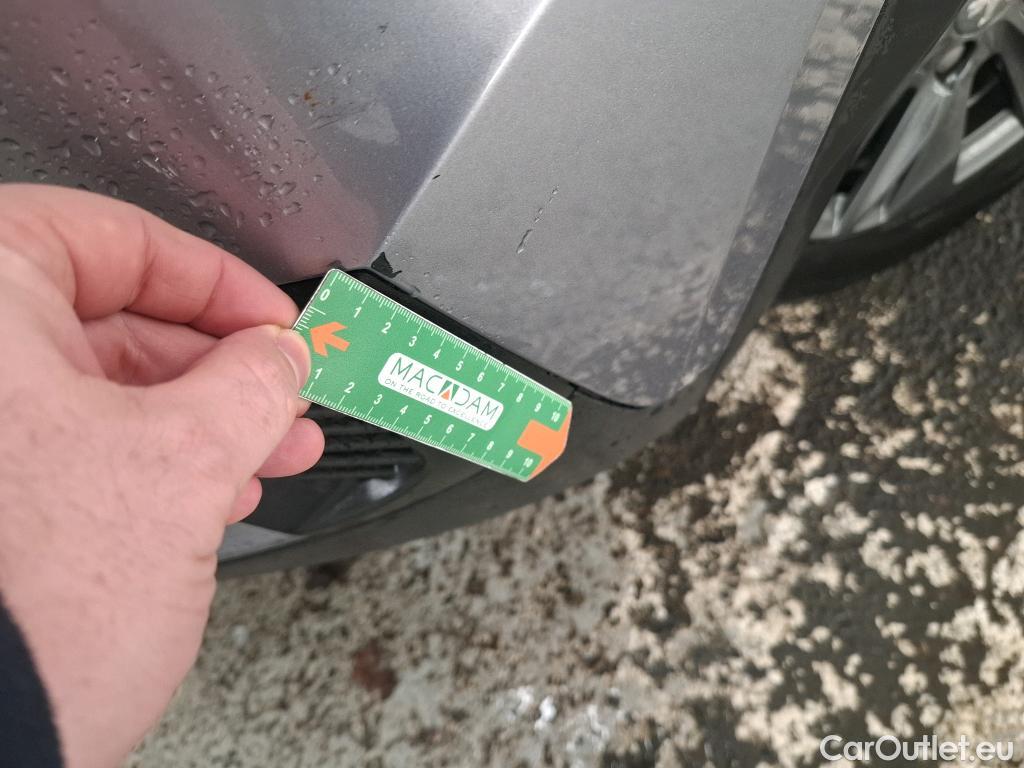 0 1 2 3 4 5 6 7 8 9 10
MACADAM
ON THE ROAD TO EXCELLENCE
1 2 3 4 5 6 7 8 9 10
CarOutlet.eu